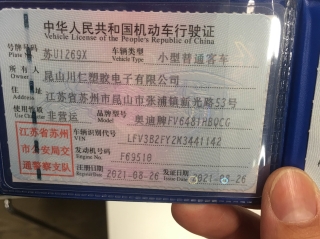 中华人民共和国机动车行驶证
Vehicle License of the People's Republic of China
号牌号码 Plate No. 苏U1269X 车辆类型 Vehicle Type 小型普通客车
所有人 Owner 昆山川仁塑胶电子有限公司
住址 Address 江苏省苏州市昆山市张浦镇新光路53号
使用性质 非营运 品牌型号 Model 奥迪牌FV6481HBQCG
江苏省苏州 车辆识别代号 VIN LFV3B2FY2M3441142
市公安局交 发动机号码 Engine No. F69510
通警察支队 注册日期 2021-08-26 发证日期 2021-08-26